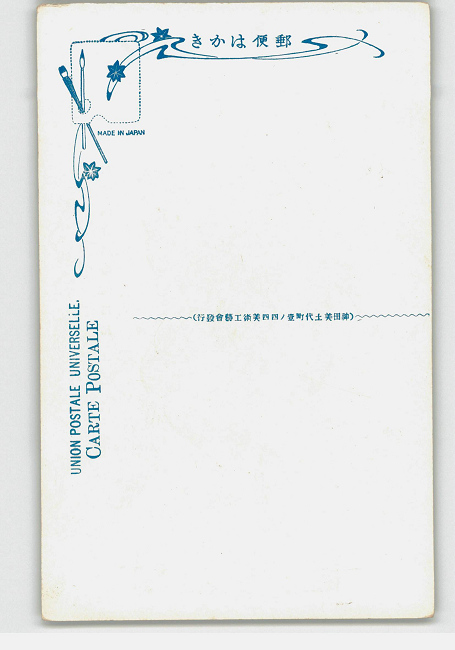 きかは便郵
MADE IN JAPAN
(神田美土代町壹ノ四四美術工藝會發行)
UNION POSTALE UNIVERSELLE.
CARTE POSTALE